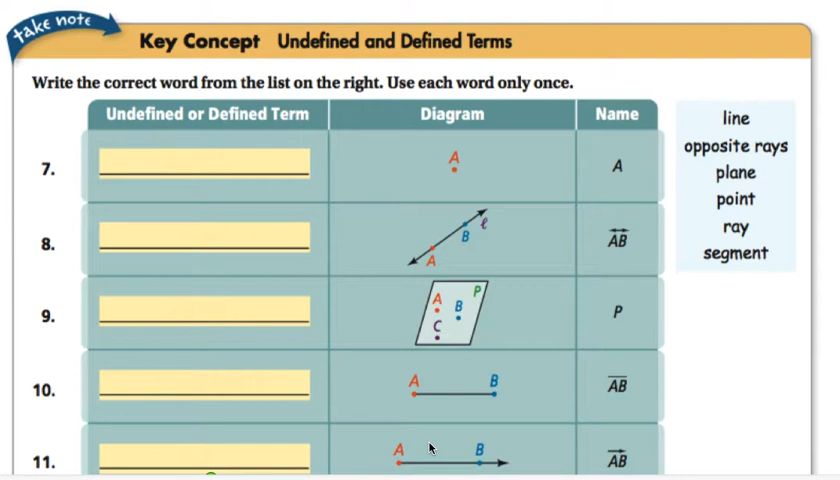 take note
Key Concept Undefined and Defined Terms
Write the correct word from the list on the right. Use each word only once.
Undefined or Defined Term Diagram Name
7. A A
8. A B ℓ AB
9. A B C P P
10. A B AB
11. A B AB
line
opposite rays
plane
point
ray
segment